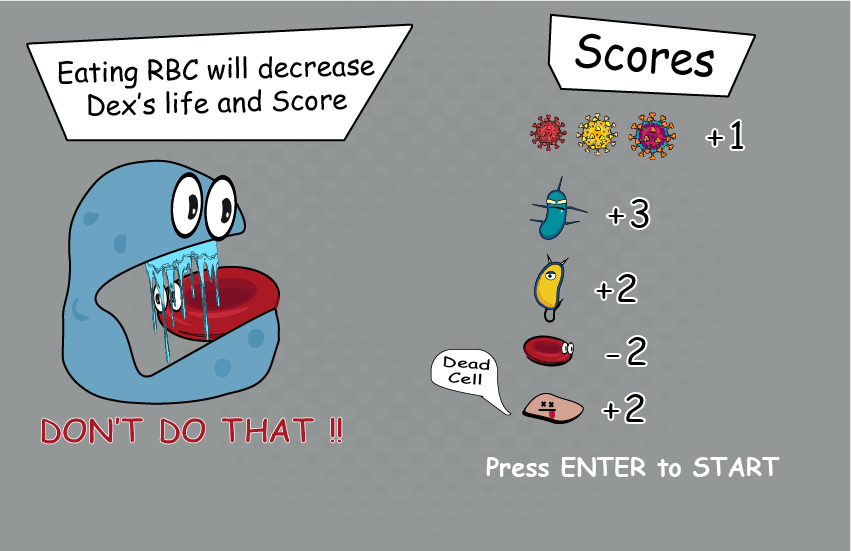 Eating RBC will decrease
Dex's life and Score
DON'T DO THAT !!
Scores
+1
+3
+2
-2
Dead
Cell
+2
Press ENTER to START